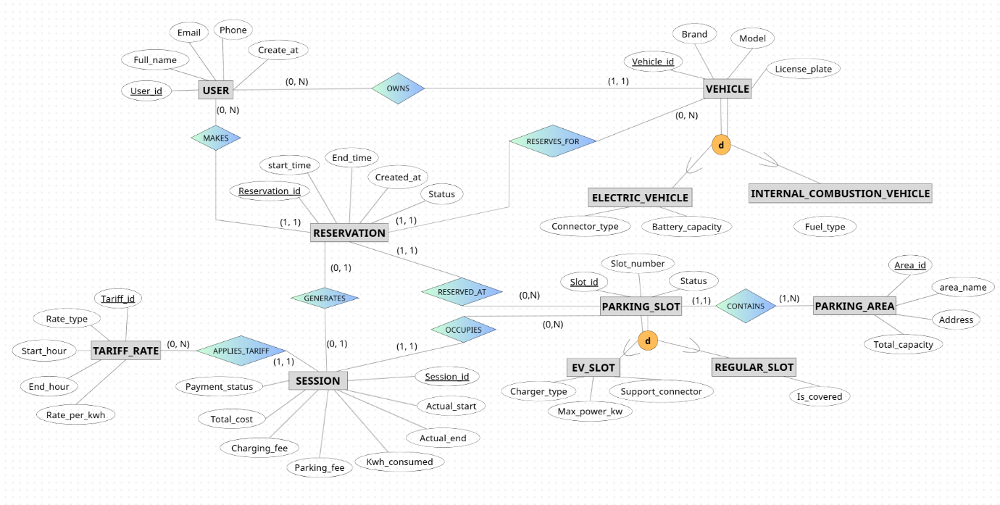 Email
Phone
Full_name
Create_at
User_id
USER
(0, N)
OWNS
(1, 1)
Brand
Model
Vehicle_id
License_plate
VEHICLE
(0, N)
MAKES
(0, N)
RESERVES_FOR
d
ELECTRIC_VEHICLE
INTERNAL_COMBUSTION_VEHICLE
Connector_type
Battery_capacity
Fuel_type
start_time
End_time
Created_at
Reservation_id
Status
(1, 1)
(1, 1)
RESERVATION
(1, 1)
(0, 1)
GENERATES
RESERVED_AT
(0,N)
Slot_number
Slot_id
Status
PARKING_SLOT
(1,1)
CONTAINS
(1,N)
Area_id
area_name
PARKING_AREA
Address
Total_capacity
OCCUPIES
(0,N)
d
EV_SLOT
REGULAR_SLOT
Charger_type
Support_connector
Max_power_kw
Is_covered
Tariff_id
Rate_type
Start_hour
TARIFF_RATE
(0, N)
APPLIES_TARIFF
(1, 1)
(0, 1)
(1, 1)
End_hour
Rate_per_kwh
SESSION
Payment_status
Session_id
Total_cost
Actual_start
Charging_fee
Actual_end
Parking_fee
Kwh_consumed